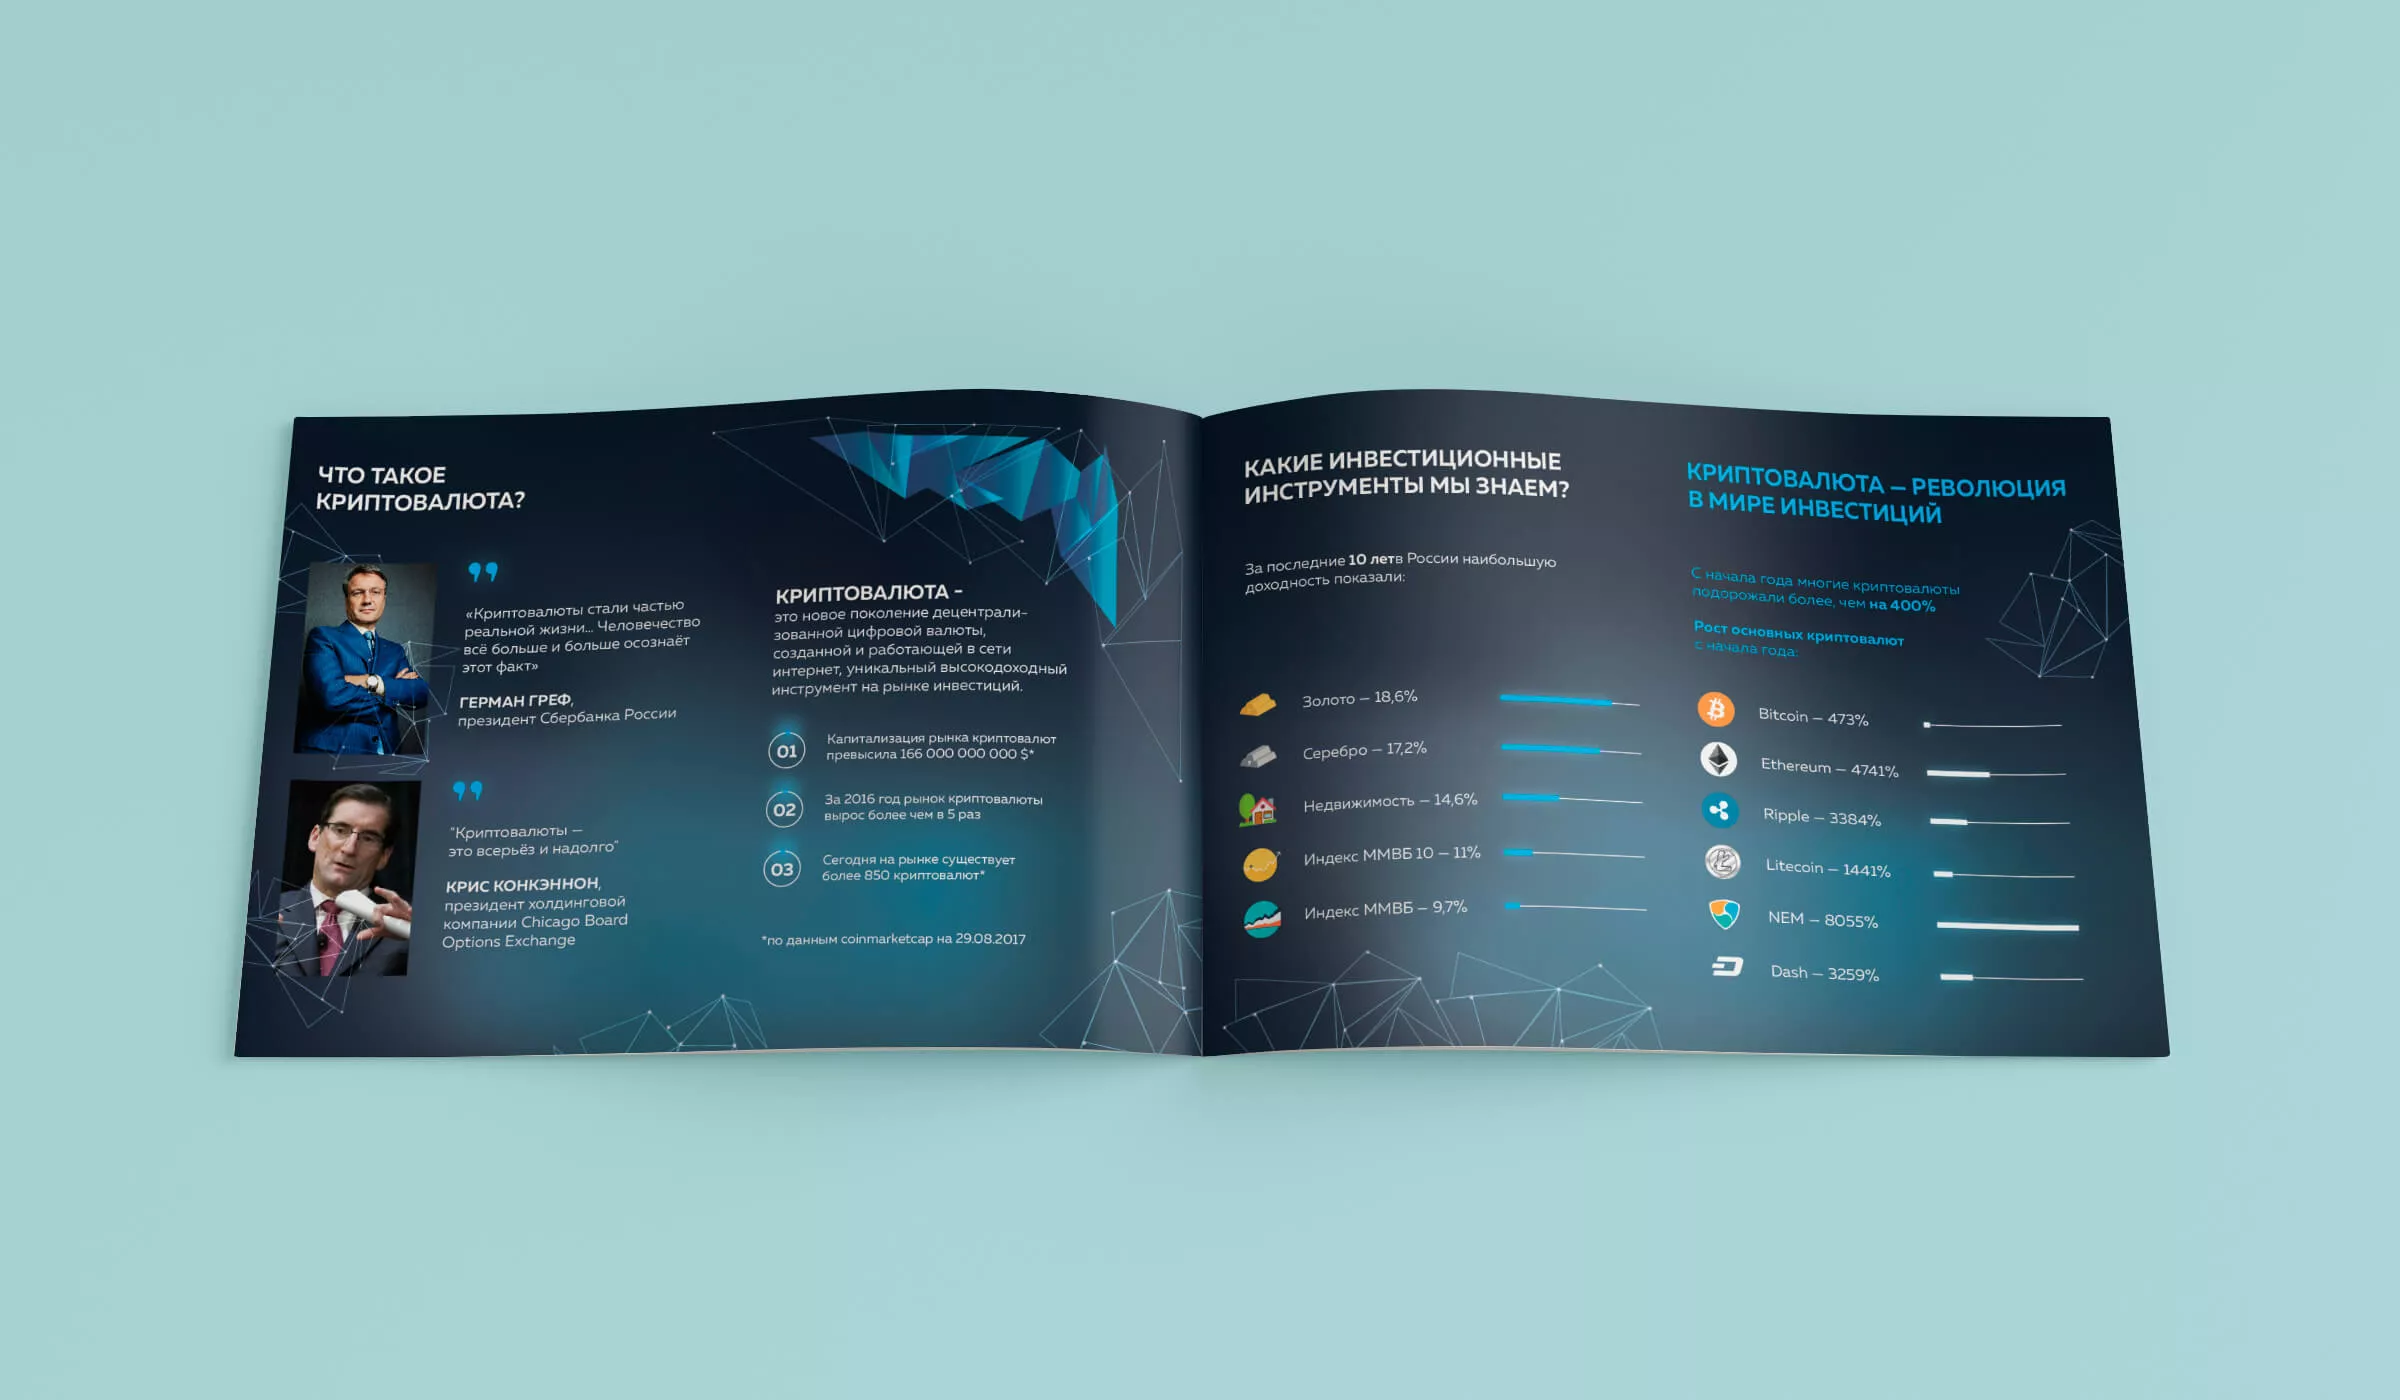 ЧТО ТАКОЕ
КРИПТОВАЛЮТА?
«Криптовалюты стали частью
реальной жизни... Человечество
всё больше и больше осознаёт
этот факт»
ГЕРМАН ГРЕФ,
президент Сбербанка России
"Криптовалюты –
это всерьёз и надолго"
КРИС КОНКЭННОН,
президент холдинговой
компании Chicago Board
Options Exchange
КРИПТОВАЛЮТА -
это новое поколение децентрали-
зованной цифровой валюты,
созданной и работающей в сети
интернет, уникальный высокодоходный
инструмент на рынке инвестиций.
01
Капитализация рынка криптовалют
превысила 166 000 000 000 $*
02
За 2016 год рынок криптовалюты
вырос более чем в 5 раз
03
Сегодня на рынке существует
более 850 криптовалют*
*по данным coinmarketcap на 29.08.2017
КАКИЕ ИНВЕСТИЦИОННЫЕ
ИНСТРУМЕНТЫ МЫ ЗНАЕМ?
За последние 10 летв России наибольшую
доходность показали:
Золото – 18,6%
Серебро – 17,2%
Недвижимость – 14,6%
Индекс ММВБ 10 – 11%
Индекс ММВБ – 9,7%
КРИПТОВАЛЮТА – РЕВОЛЮЦИЯ
В МИРЕ ИНВЕСТИЦИЙ
С начала года многие криптовалюты
подорожали более, чем на 400%
Рост основных криптовалют
с начала года:
Bitcoin – 473%
Ethereum – 4741%
Ripple – 3384%
Litecoin – 1441%
NEM – 8055%
Dash – 3259%